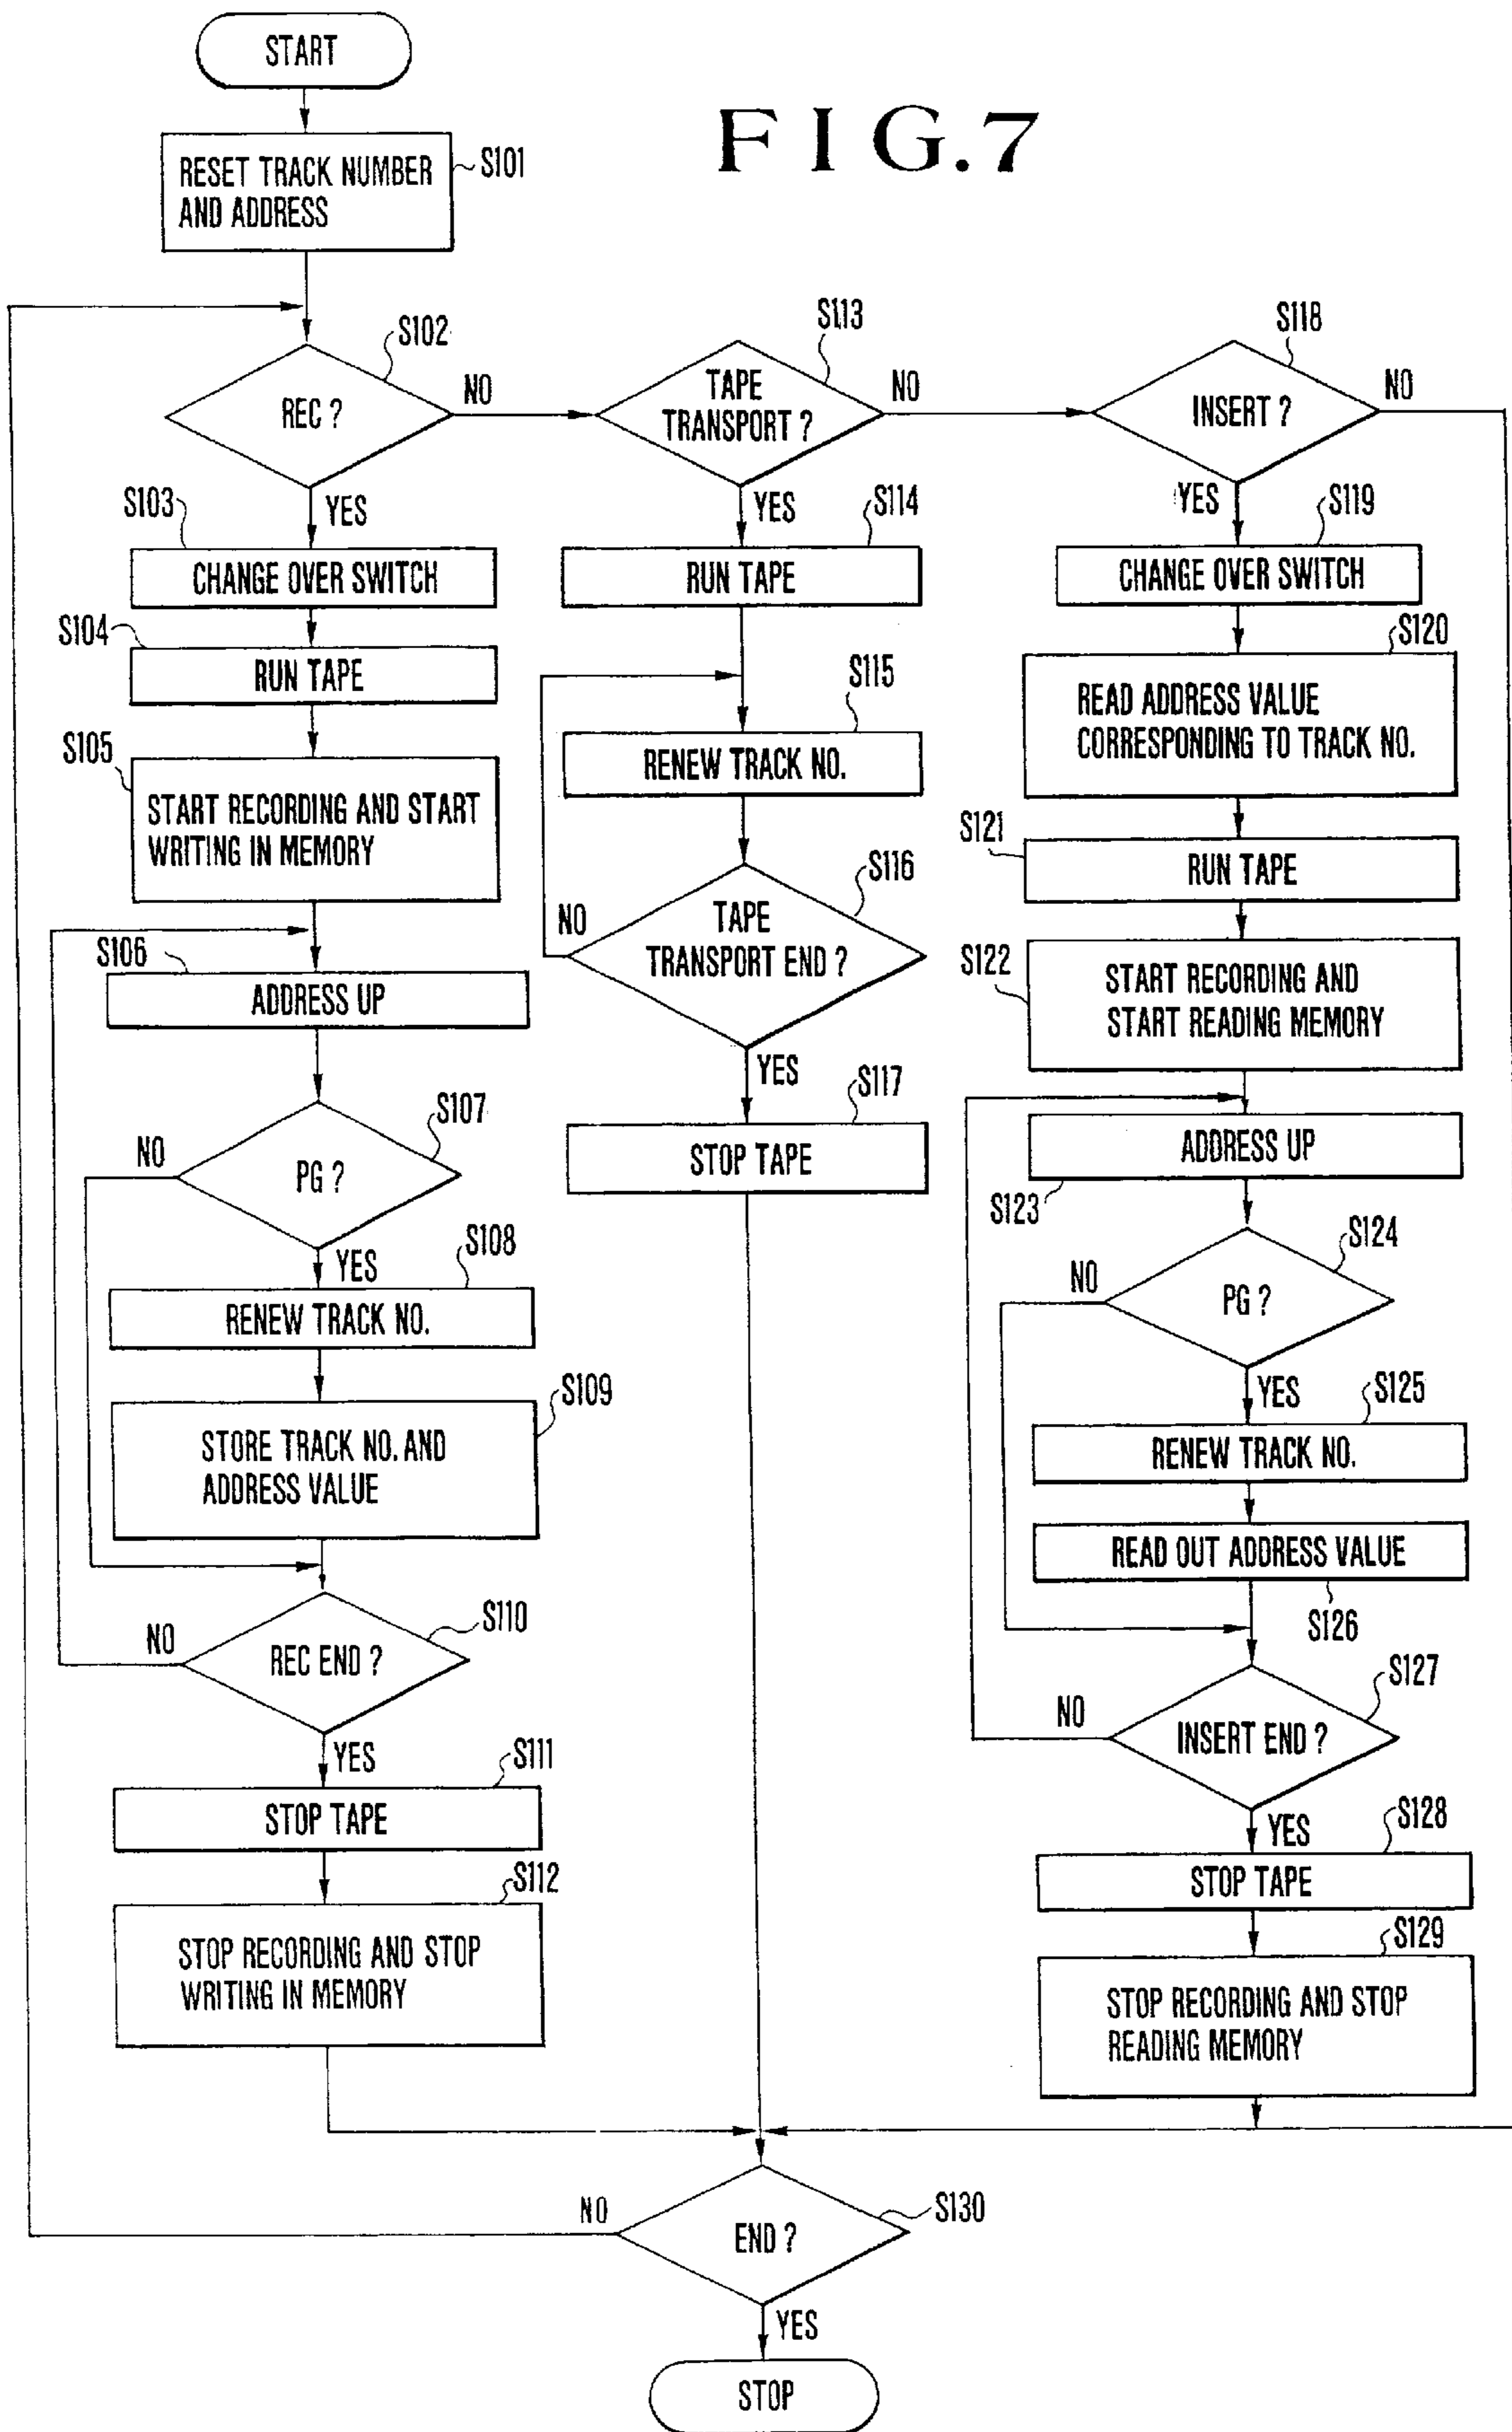 START
FIG.7
RESET TRACK NUMBER
AND ADDRESS
S101
S102
REC ?
NO
YES
S103
CHANGE OVER SWITCH
S104
RUN TAPE
S105
START RECORDING AND START
WRITING IN MEMORY
S106
ADDRESS UP
S107
PG ?
NO
YES
S108
RENEW TRACK NO.
S109
STORE TRACK NO. AND
ADDRESS VALUE
S110
REC END ?
NO
YES
S111
STOP TAPE
S112
STOP RECORDING AND STOP
WRITING IN MEMORY
S113
TAPE
TRANSPORT ?
NO
YES
S114
RUN TAPE
S115
RENEW TRACK NO.
S116
TAPE
TRANSPORT END ?
NO
YES
S117
STOP TAPE
S118
INSERT ?
NO
YES
S119
CHANGE OVER SWITCH
S120
READ ADDRESS VALUE
CORRESPONDING TO TRACK NO.
S121
RUN TAPE
S122
START RECORDING AND
START READING MEMORY
ADDRESS UP
S123
S124
PG ?
NO
YES
S125
RENEW TRACK NO.
READ OUT ADDRESS VALUE
S126
S127
INSERT END ?
NO
YES
S128
STOP TAPE
S129
STOP RECORDING AND STOP
READING MEMORY
S130
END ?
NO
YES
STOP